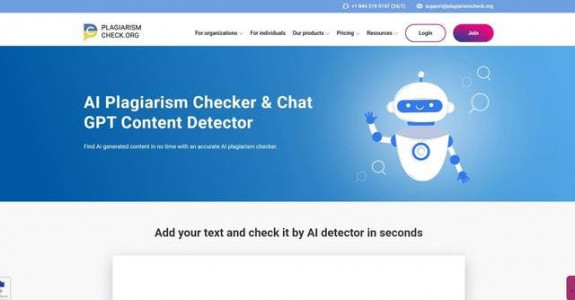 +1 844 319 5147 (24/7) support@plagiarismcheck.org
PLAGIARISM
CHECK.ORG
For organizations For individuals Our products Pricing Resources Login Join
AI Plagiarism Checker & Chat
GPT Content Detector
Find AI generated content in no time with an accurate AI plagiarism checker.
Add your text and check it by AI detector in seconds